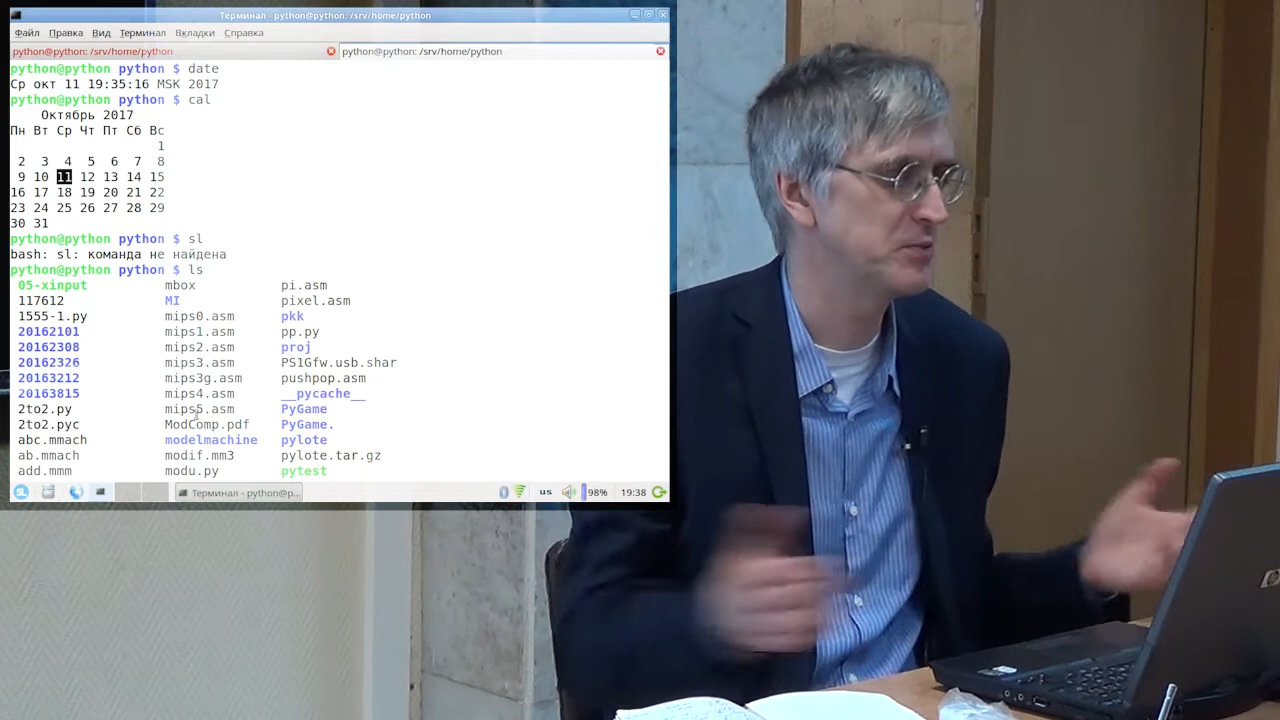 Терминал - python@python: /srv/home/python
Файл Правка Вид Терминал Вкладки Справка
python@python: /srv/home/python python@python: /srv/home/python
python@python python $ date
Ср окт 11 19:35:16 MSK 2017
python@python python $ cal
Октябрь 2017
Пн Вт Ср Чт Пт Сб Вс
1
2 3 4 5 6 7 8
9 10 11 12 13 14 15
16 17 18 19 20 21 22
23 24 25 26 27 28 29
30 31
python@python python $ sl
bash: sl: команда не найдена
python@python python $ ls
05-xinput mbox pi.asm
117612 MI pixel.asm
1555-1.py mips0.asm pkk
20162101 mips1.asm pp.py
20162308 mips2.asm proj
20162326 mips3.asm PS1Gfw.usb.shar
20163212 mips3g.asm pushpop.asm
20163815 mips4.asm __pycache__
2to2.py mips5.asm PyGame
2to2.pyc ModComp.pdf PyGame.
abc.mmach modelmachine pylote
ab.mmach modif.mm3 pylote.tar.gz
add.mmm modu.py pytest
SL Терминал - python@p... us 98% 19:38
hp